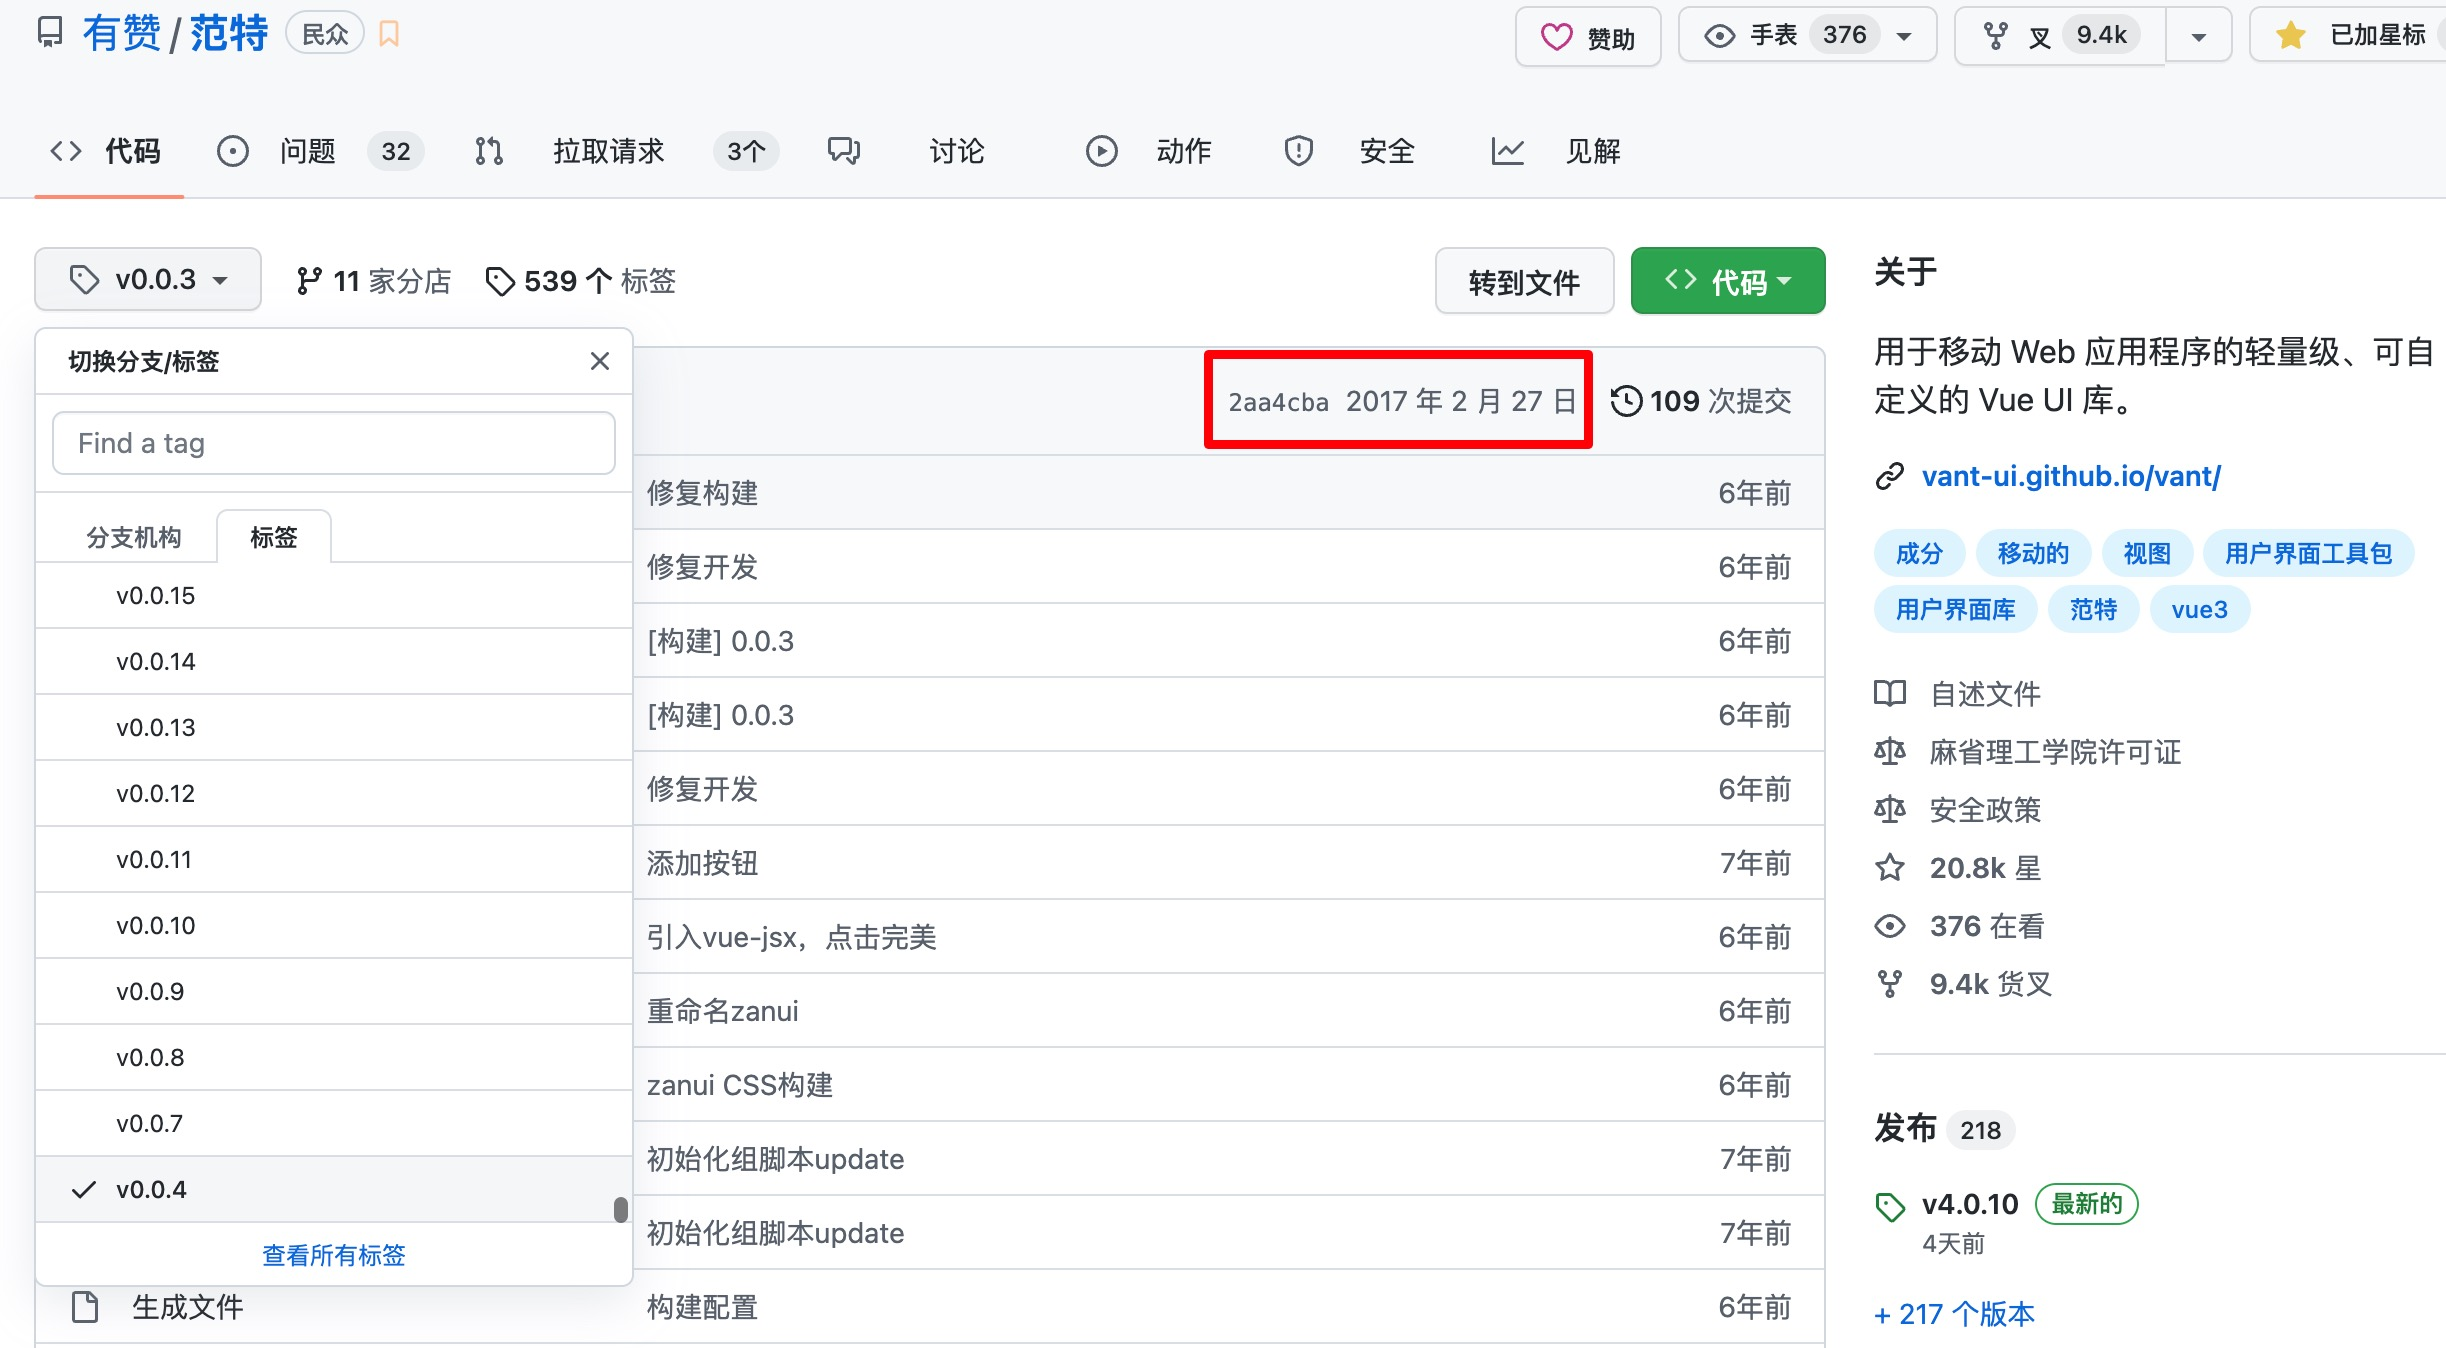 有赞 / 范特 民众
赞助 手表 376 叉 9.4k 已加星标
代码 问题 32 拉取请求 3个 讨论 动作 安全 见解
v0.0.3 11 家分店 539 个 标签 转到文件 代码
切换分支/标签
Find a tag
分支机构 标签
v0.0.15
v0.0.14
v0.0.13
v0.0.12
v0.0.11
v0.0.10
v0.0.9
v0.0.8
v0.0.7
v0.0.4
查看所有标签
2aa4cba 2017 年 2 月 27 日 109 次提交
修复构建 6年前
修复开发 6年前
[构建] 0.0.3 6年前
[构建] 0.0.3 6年前
修复开发 6年前
添加按钮 7年前
引入vue-jsx，点击完美 6年前
重命名zanui 6年前
zanui CSS构建 6年前
初始化组脚本update 7年前
初始化组脚本update 7年前
生成文件 构建配置 6年前
关于
用于移动 Web 应用程序的轻量级、可自
定义的 Vue UI 库。
vant-ui.github.io/vant/
成分 移动的 视图 用户界面工具包
用户界面库 范特 vue3
自述文件
麻省理工学院许可证
安全政策
20.8k 星
376 在看
9.4k 货叉
发布 218
v4.0.10 最新的
4天前
+ 217 个版本